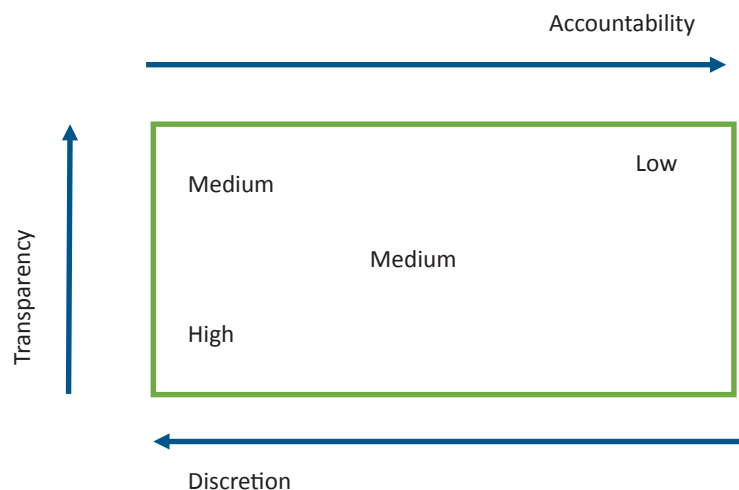 Accountability
Low
Medium
Medium
Transparency
High
Discretion